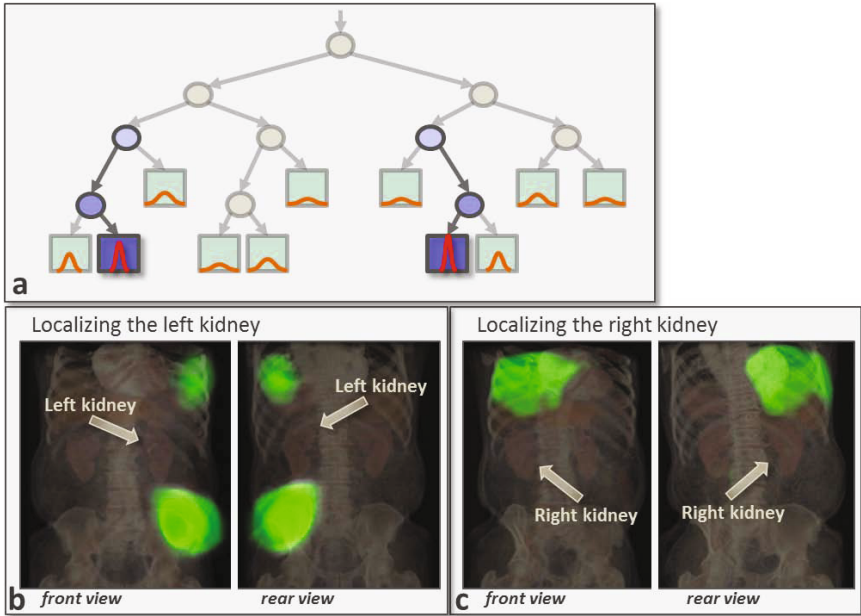 a
Localizing the left kidney
Left kidney
Left kidney
b
front view
rear view
Localizing the right kidney
Right kidney
Right kidney
c
front view
rear view